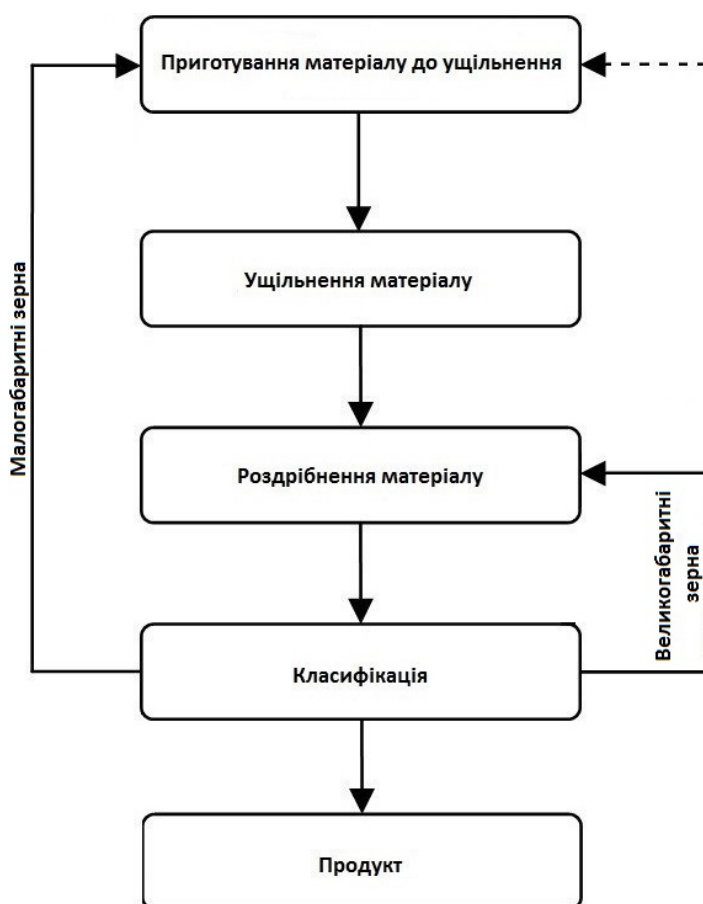 Приготування матеріалу до ущільнення
Ущільнення матеріалу
Малогабаритні зерна
Роздрібнення матеріалу
Великогабаритні
зерна
Класифікація
Продукт